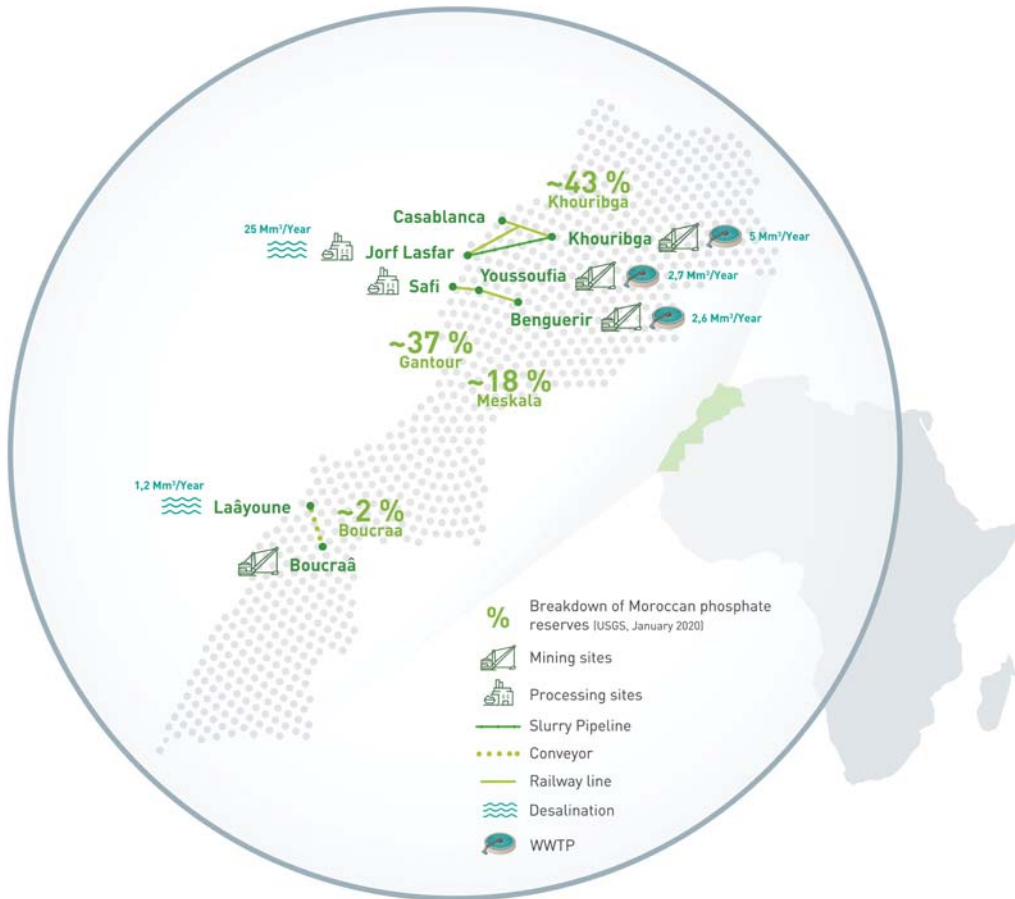 ~43 %
Khouribga
Casablanca
25 Mm³/Year
Jorf Lasfar
Khouribga
5 Mm³/Year
Youssoufia
2,7 Mm³/Year
Safi
Benguerir
2,6 Mm³/Year
~37 %
Gantour
~18 %
Meskala
1,2 Mm³/Year
Laâyoune
~2 %
Boucraa
Boucraâ
% Breakdown of Moroccan phosphate
reserves (USGS, January 2020)
Mining sites
Processing sites
Slurry Pipeline
Conveyor
Railway line
Desalination
WWTP